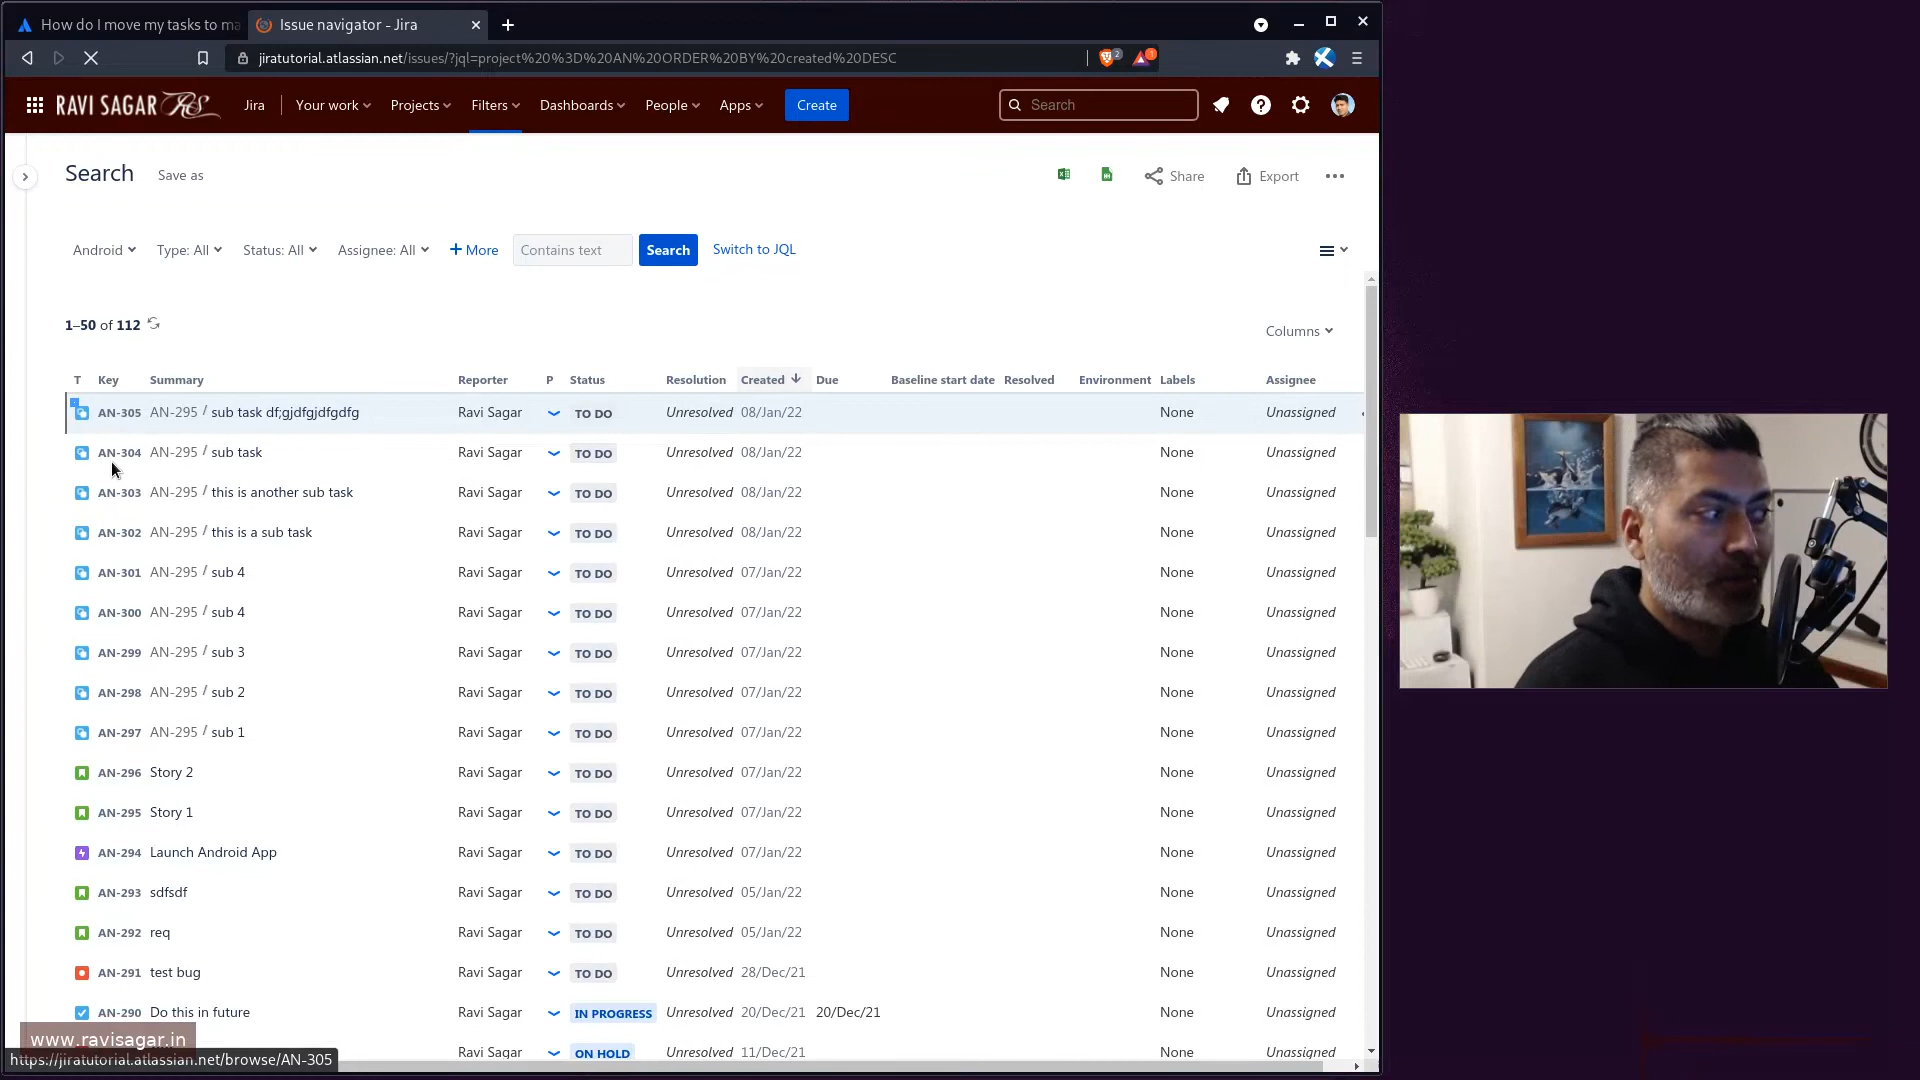 How do I move my tasks to ma
Issue navigator - Jira
jiratutorial.atlassian.net/issues/?jql=project%20%3D%20AN%20ORDER%20BY%20created%20DESC
2
1
RAVI SAGAR RS
Jira
Your work
Projects
Filters
Dashboards
People
Apps
Create
Search
Search
Save as
Share
Export
Android
Type: All
Status: All
Assignee: All
+ More
Contains text
Search
Switch to JQL
1–50 of 112
Columns
T Key Summary Reporter P Status Resolution Created Due Baseline start date Resolved Environment Labels Assignee
AN-305 AN-295 / sub task df;gjdfgjdfgdfg Ravi Sagar TO DO Unresolved 08/Jan/22 None Unassigned
AN-304 AN-295 / sub task Ravi Sagar TO DO Unresolved 08/Jan/22 None Unassigned
AN-303 AN-295 / this is another sub task Ravi Sagar TO DO Unresolved 08/Jan/22 None Unassigned
AN-302 AN-295 / this is a sub task Ravi Sagar TO DO Unresolved 08/Jan/22 None Unassigned
AN-301 AN-295 / sub 4 Ravi Sagar TO DO Unresolved 07/Jan/22 None Unassigned
AN-300 AN-295 / sub 4 Ravi Sagar TO DO Unresolved 07/Jan/22 None Unassigned
AN-299 AN-295 / sub 3 Ravi Sagar TO DO Unresolved 07/Jan/22 None Unassigned
AN-298 AN-295 / sub 2 Ravi Sagar TO DO Unresolved 07/Jan/22 None Unassigned
AN-297 AN-295 / sub 1 Ravi Sagar TO DO Unresolved 07/Jan/22 None Unassigned
AN-296 Story 2 Ravi Sagar TO DO Unresolved 07/Jan/22 None Unassigned
AN-295 Story 1 Ravi Sagar TO DO Unresolved 07/Jan/22 None Unassigned
AN-294 Launch Android App Ravi Sagar TO DO Unresolved 07/Jan/22 None Unassigned
AN-293 sdfsdf Ravi Sagar TO DO Unresolved 05/Jan/22 None Unassigned
AN-292 req Ravi Sagar TO DO Unresolved 05/Jan/22 None Unassigned
AN-291 test bug Ravi Sagar TO DO Unresolved 28/Dec/21 None Unassigned
AN-290 Do this in future Ravi Sagar IN PROGRESS Unresolved 20/Dec/21 20/Dec/21 None Unassigned
Ravi Sagar ON HOLD Unresolved 11/Dec/21 None Unassigned
www.ravisagar.in
https://jiratutorial.atlassian.net/browse/AN-305